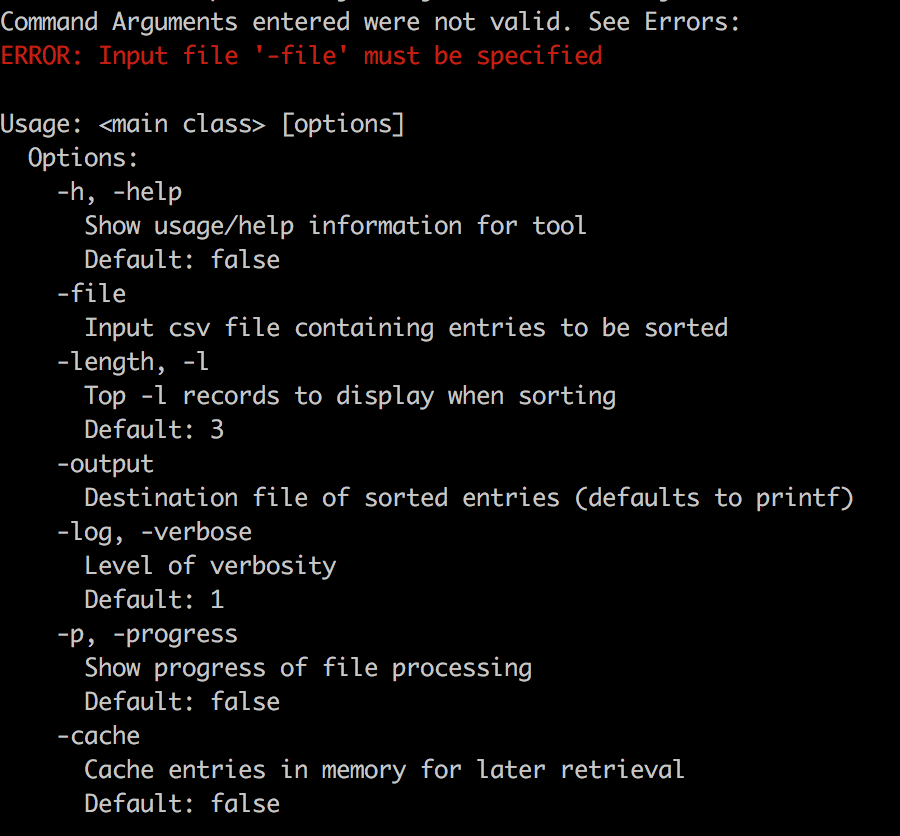 Command Arguments entered were not valid. See Errors:
ERROR: Input file '-file' must be specified
Usage: <main class> [options]
Options:
-h, -help
Show usage/help information for tool
Default: false
-file
Input csv file containing entries to be sorted
-length, -l
Top -l records to display when sorting
Default: 3
-output
Destination file of sorted entries (defaults to printf)
-log, -verbose
Level of verbosity
Default: 1
-p, -progress
Show progress of file processing
Default: false
-cache
Cache entries in memory for later retrieval
Default: false